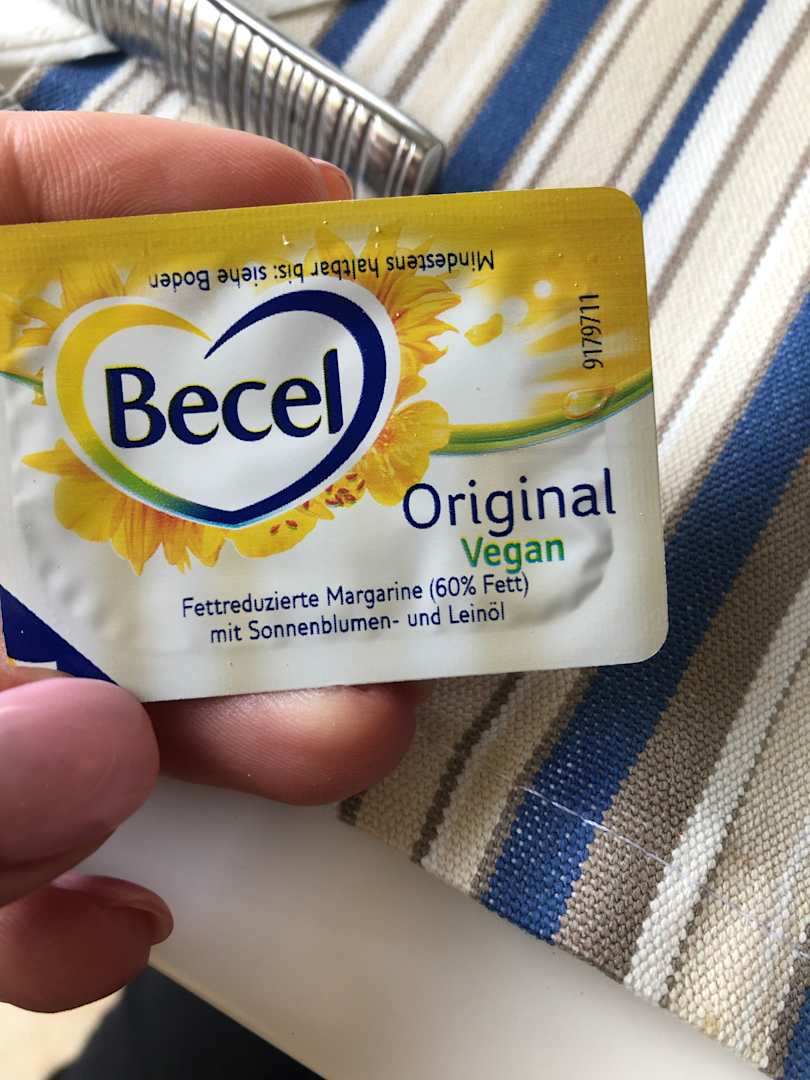 Mindestens haltbar bis: siehe Boden
9179711
Becel
Original
Vegan
Fettreduzierte Margarine (60% Fett)
mit Sonnenblumen- und Leinöl